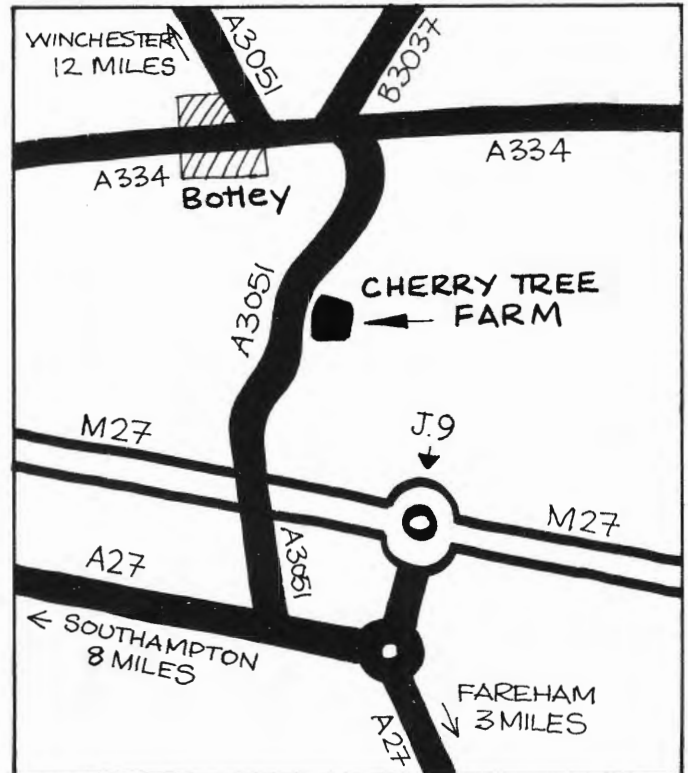 WINCHESTER
12 MILES
A3051
B3037
A334
A334
Botley
A3051
CHERRY TREE
FARM
M27
J.9
M27
A3051
A27
SOUTHAMPTON
8 MILES
FAREHAM
3 MILES
A27